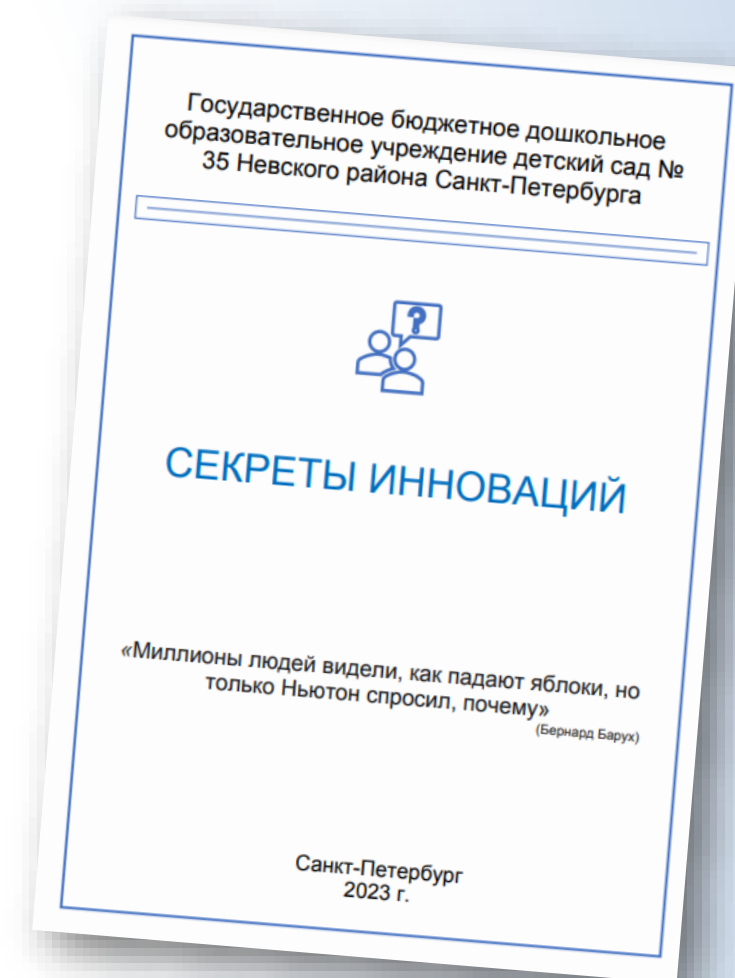 Государственное бюджетное дошкольное
образовательное учреждение детский сад №
35 Невского района Санкт-Петербурга
?
СЕКРЕТЫ ИННОВАЦИЙ
«Миллионы людей видели, как падают яблоки, но
только Ньютон спросил, почему»
(Бернард Барух)
Санкт-Петербург
2023 г.